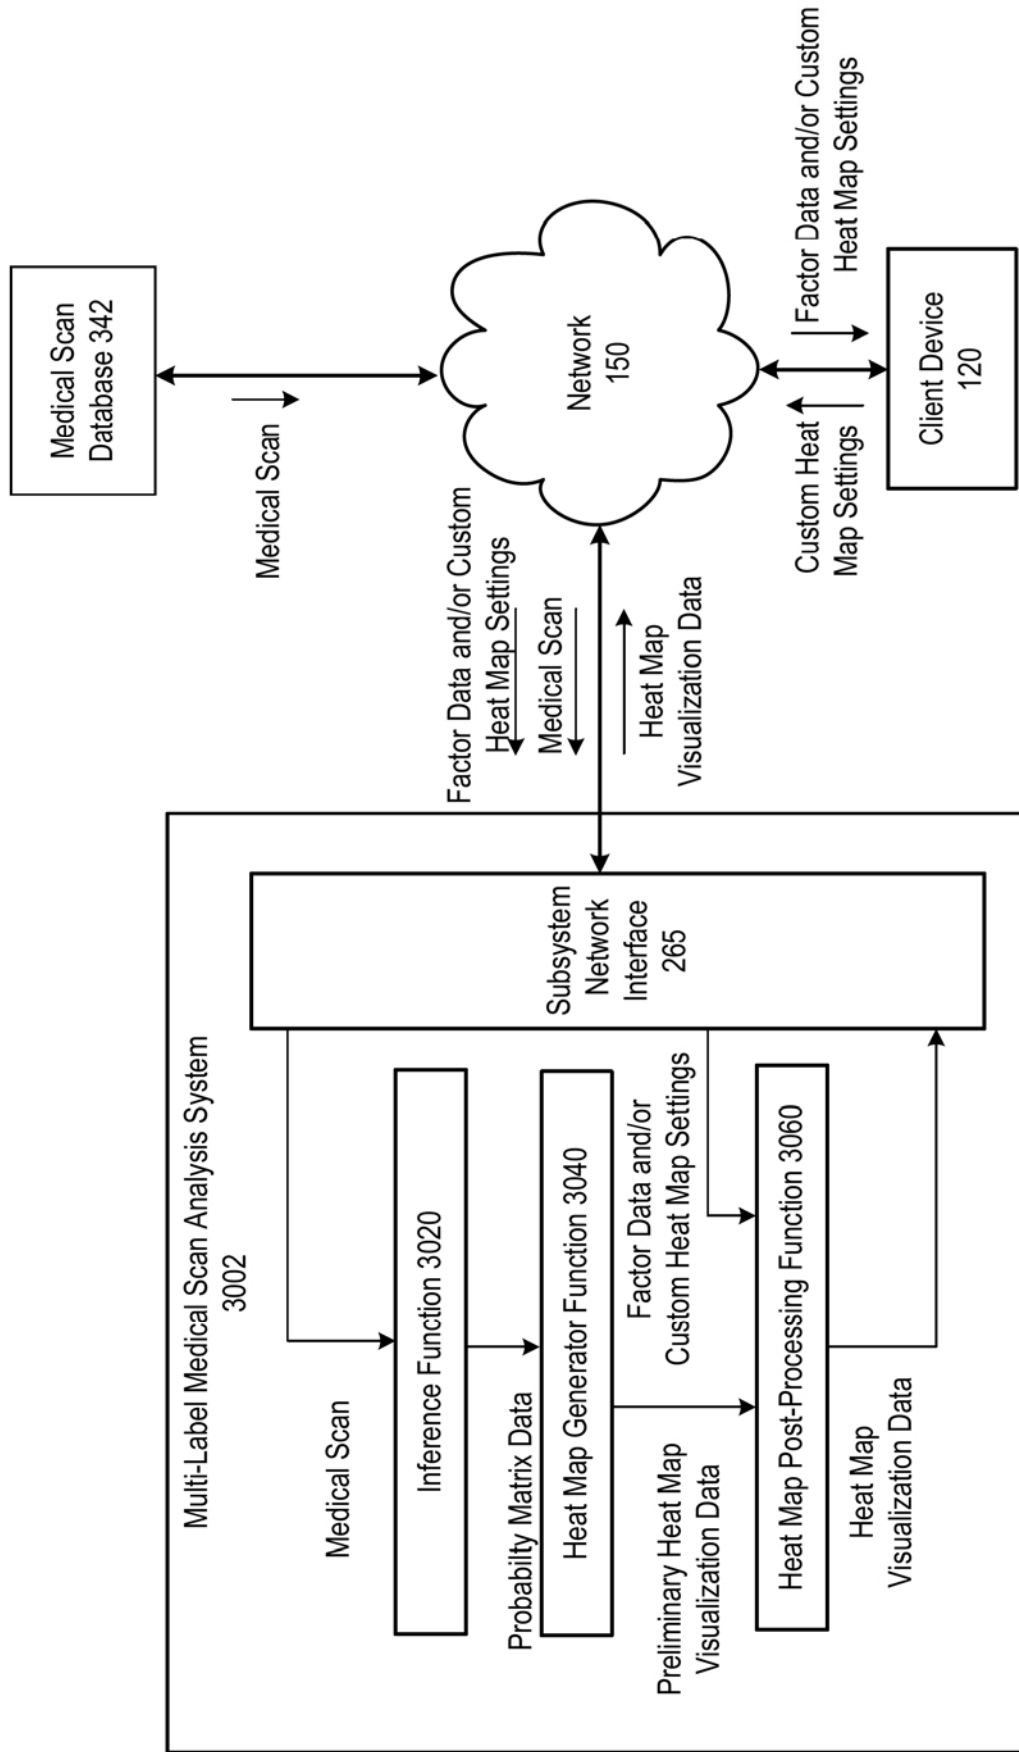 Multi-Label Medical Scan Analysis System
3002
Medical Scan
Inference Function 3020
Probabilty Matrix Data
Heat Map Generator Function 3040
Preliminary Heat Map
Visualization Data
Factor Data and/or
Custom Heat Map Settings
Heat Map Post-Processing Function 3060
Heat Map
Visualization Data
Subsystem
Network
Interface
265
Factor Data and/or Custom
Heat Map Settings
Medical Scan
Heat Map
Visualization Data
Medical Scan
Database 342
Medical Scan
Network
150
Custom Heat
Map Settings
Factor Data and/or Custom
Heat Map Settings
Client Device
120